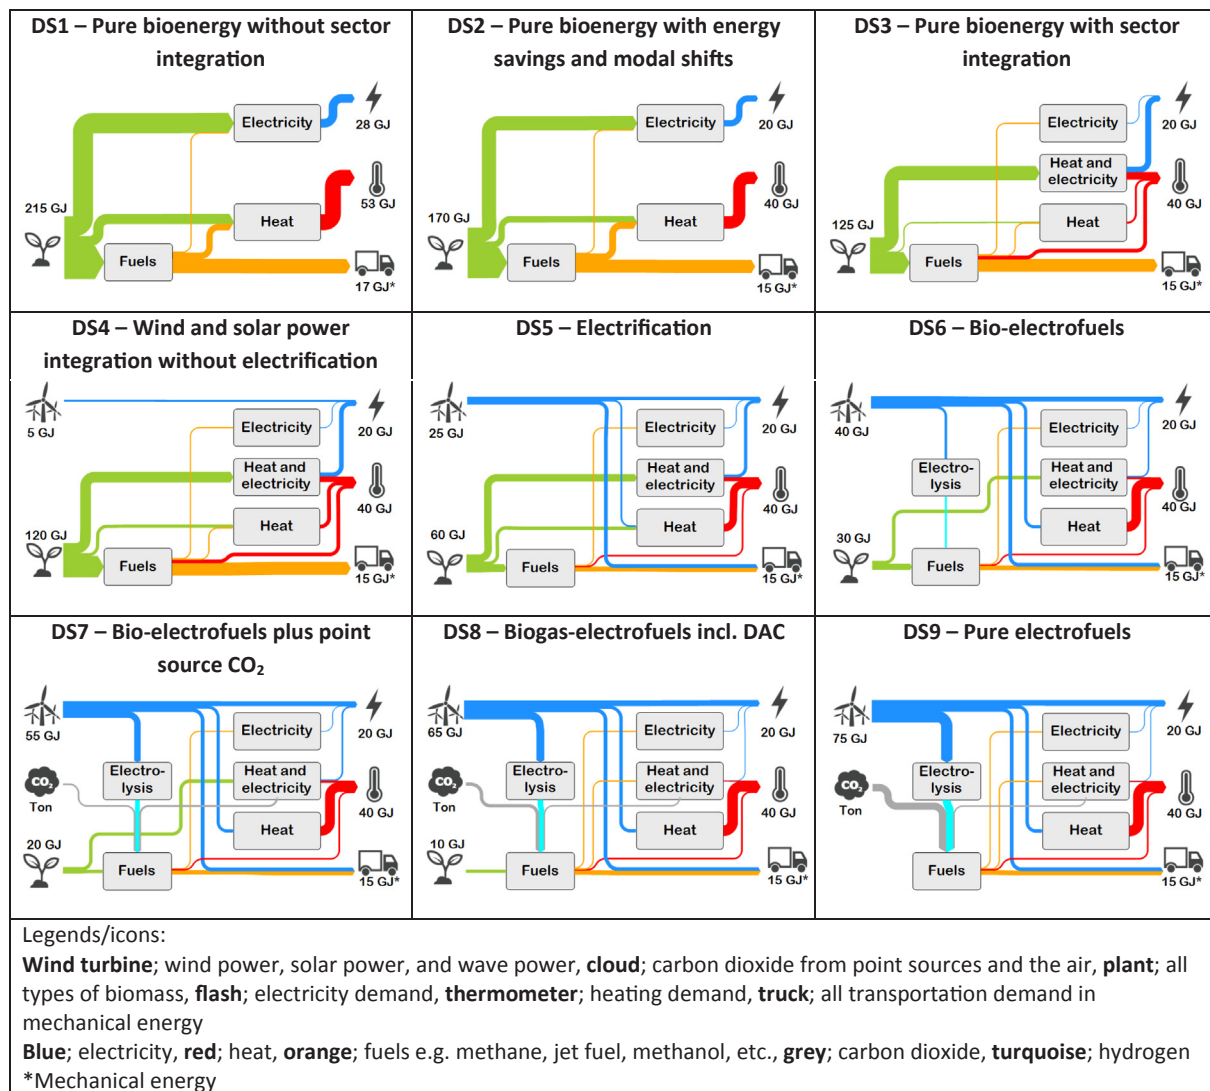 DS1 – Pure bioenergy without sector
integration
215 GJ
Electricity
Heat
Fuels
28 GJ
53 GJ
17 GJ*
DS2 – Pure bioenergy with energy
savings and modal shifts
170 GJ
Electricity
Heat
Fuels
20 GJ
40 GJ
15 GJ*
DS3 – Pure bioenergy with sector
integration
125 GJ
Electricity
Heat and
electricity
Heat
Fuels
20 GJ
40 GJ
15 GJ*
DS4 – Wind and solar power
integration without electrification
5 GJ
120 GJ
Electricity
Heat and
electricity
Heat
Fuels
20 GJ
40 GJ
15 GJ*
DS5 – Electrification
25 GJ
60 GJ
Electricity
Heat and
electricity
Heat
Fuels
20 GJ
40 GJ
15 GJ*
DS6 – Bio-electrofuels
40 GJ
30 GJ
Electro-
lysis
Electricity
Heat and
electricity
Heat
Fuels
20 GJ
40 GJ
15 GJ*
DS7 – Bio-electrofuels plus point
source CO₂
55 GJ
CO₂
Ton
20 GJ
Electro-
lysis
Electricity
Heat and
electricity
Heat
Fuels
20 GJ
40 GJ
15 GJ*
DS8 – Biogas-electrofuels incl. DAC
65 GJ
CO₂
Ton
10 GJ
Electro-
lysis
Electricity
Heat and
electricity
Heat
Fuels
20 GJ
40 GJ
15 GJ*
DS9 – Pure electrofuels
75 GJ
CO₂
Ton
Electro-
lysis
Electricity
Heat and
electricity
Heat
Fuels
20 GJ
40 GJ
15 GJ*
Legends/icons:
Wind turbine; wind power, solar power, and wave power, cloud; carbon dioxide from point sources and the air, plant; all
types of biomass, flash; electricity demand, thermometer; heating demand, truck; all transportation demand in
mechanical energy
Blue; electricity, red; heat, orange; fuels e.g. methane, jet fuel, methanol, etc., grey; carbon dioxide, turquoise; hydrogen
*Mechanical energy